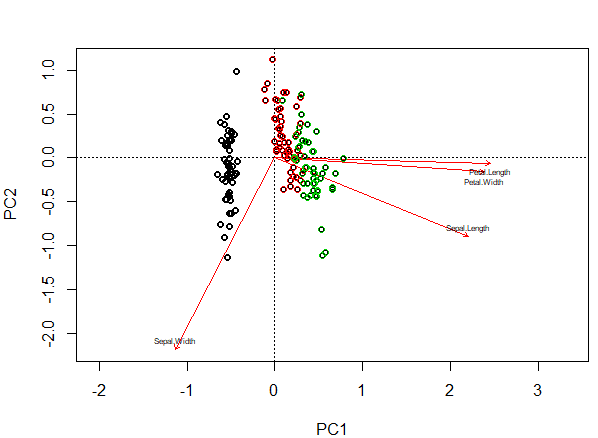 PC2
1.0
0.5
0.0
-0.5
-1.0
-1.5
-2.0
Petal.Length
Petal.Width
Sepal.Length
Sepal.Width
-2 -1 0 1 2 3
PC1